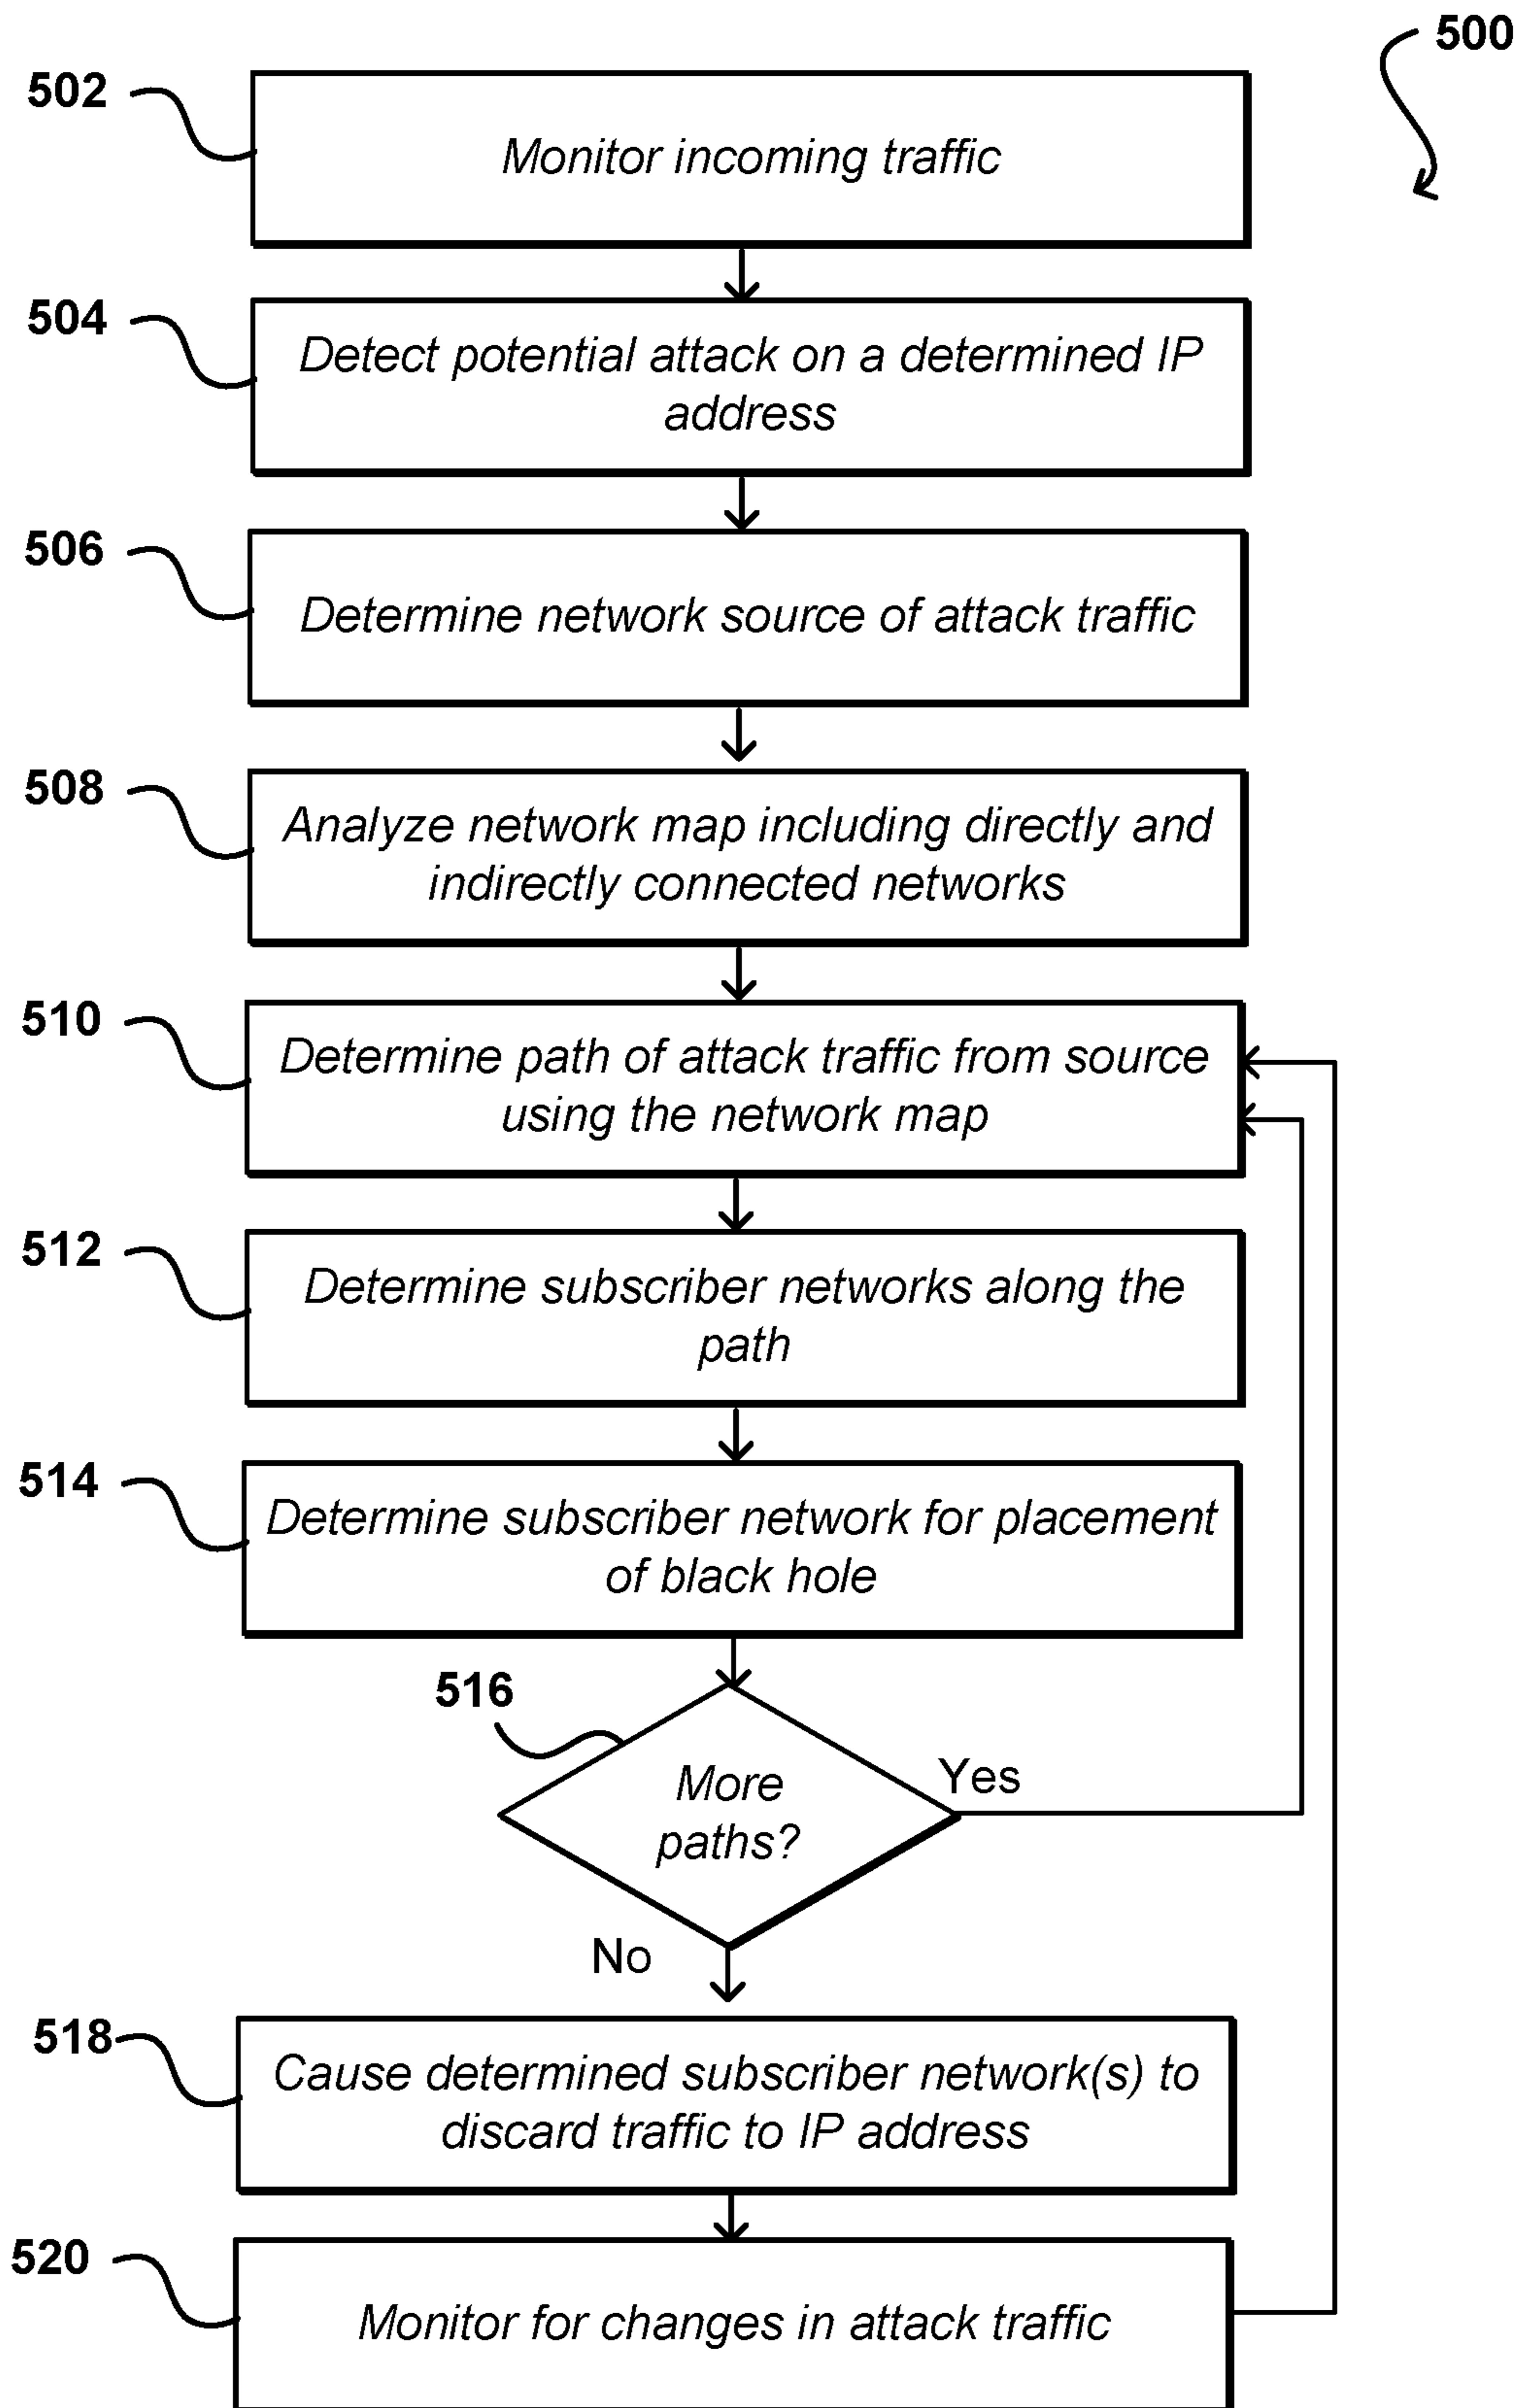 500
502
Monitor incoming traffic
504
Detect potential attack on a determined IP
address
506
Determine network source of attack traffic
508
Analyze network map including directly and
indirectly connected networks
510
Determine path of attack traffic from source
using the network map
512
Determine subscriber networks along the
path
514
Determine subscriber network for placement
of black hole
516
More
paths?
Yes
No
518
Cause determined subscriber network(s) to
discard traffic to IP address
520
Monitor for changes in attack traffic